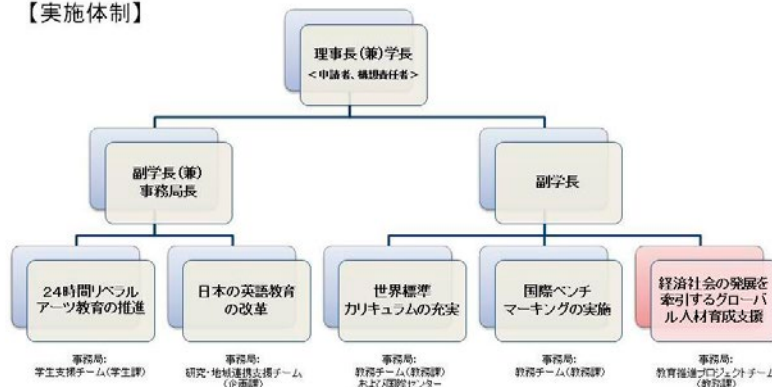 【実施体制】
理事長(兼)学長
<申請者、構想責任者>
副学長(兼)
事務局長
副学長
24時間リベラル
アーツ教育の推進
日本の英語教育
の改革
世界標準
カリキュラムの充実
国際ベンチ
マーキングの実施
経済社会の発展を
牽引するグローバ
ル人材育成支援
事務局:
学生支援チーム(学生課)
事務局:
研究・地域連携支援チーム
(企画課)
事務局:
教務チーム(教務課)
および国際センター
事務局:
教務チーム(教務課)
事務局:
教育推進プロジェクトチーム
(教務課)